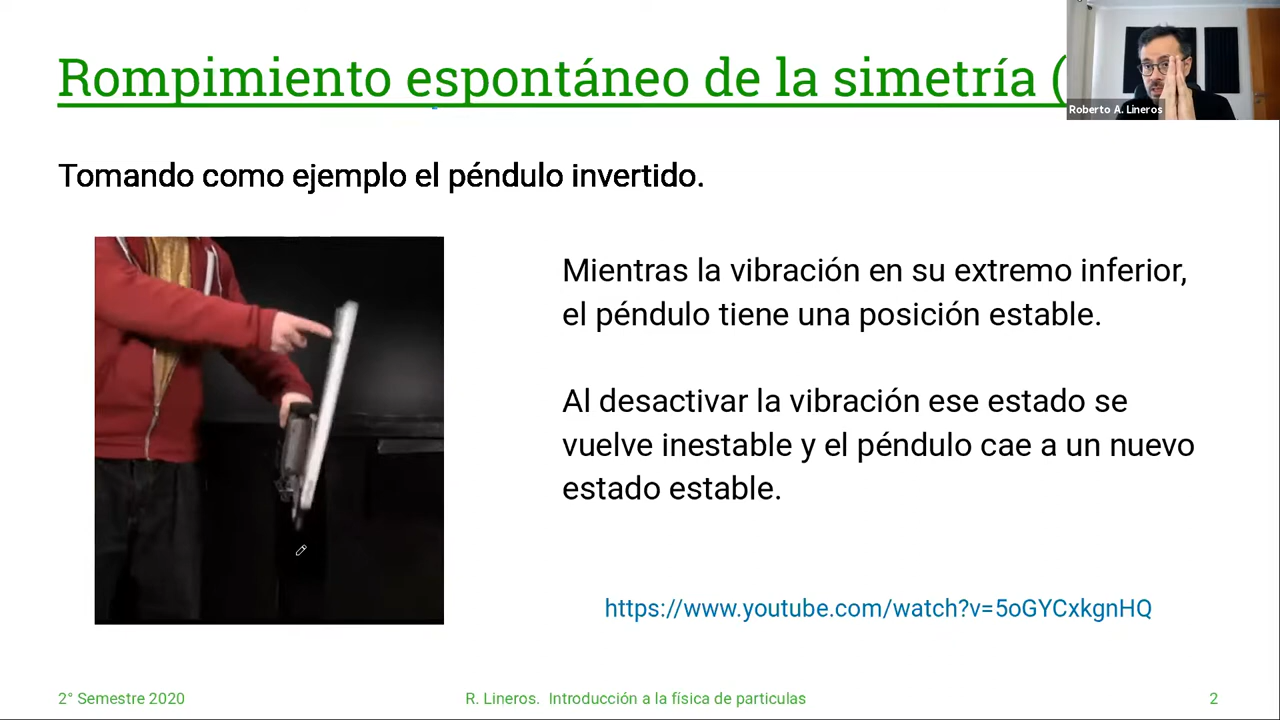 Rompimiento espontáneo de la simetría (
Roberto A. Lineros
Tomando como ejemplo el péndulo invertido.
Mientras la vibración en su extremo inferior,
el péndulo tiene una posición estable.
Al desactivar la vibración ese estado se
vuelve inestable y el péndulo cae a un nuevo
estado estable.
https://www.youtube.com/watch?v=5oGYCxkgnHQ
2° Semestre 2020
R. Lineros. Introducción a la física de particulas
2